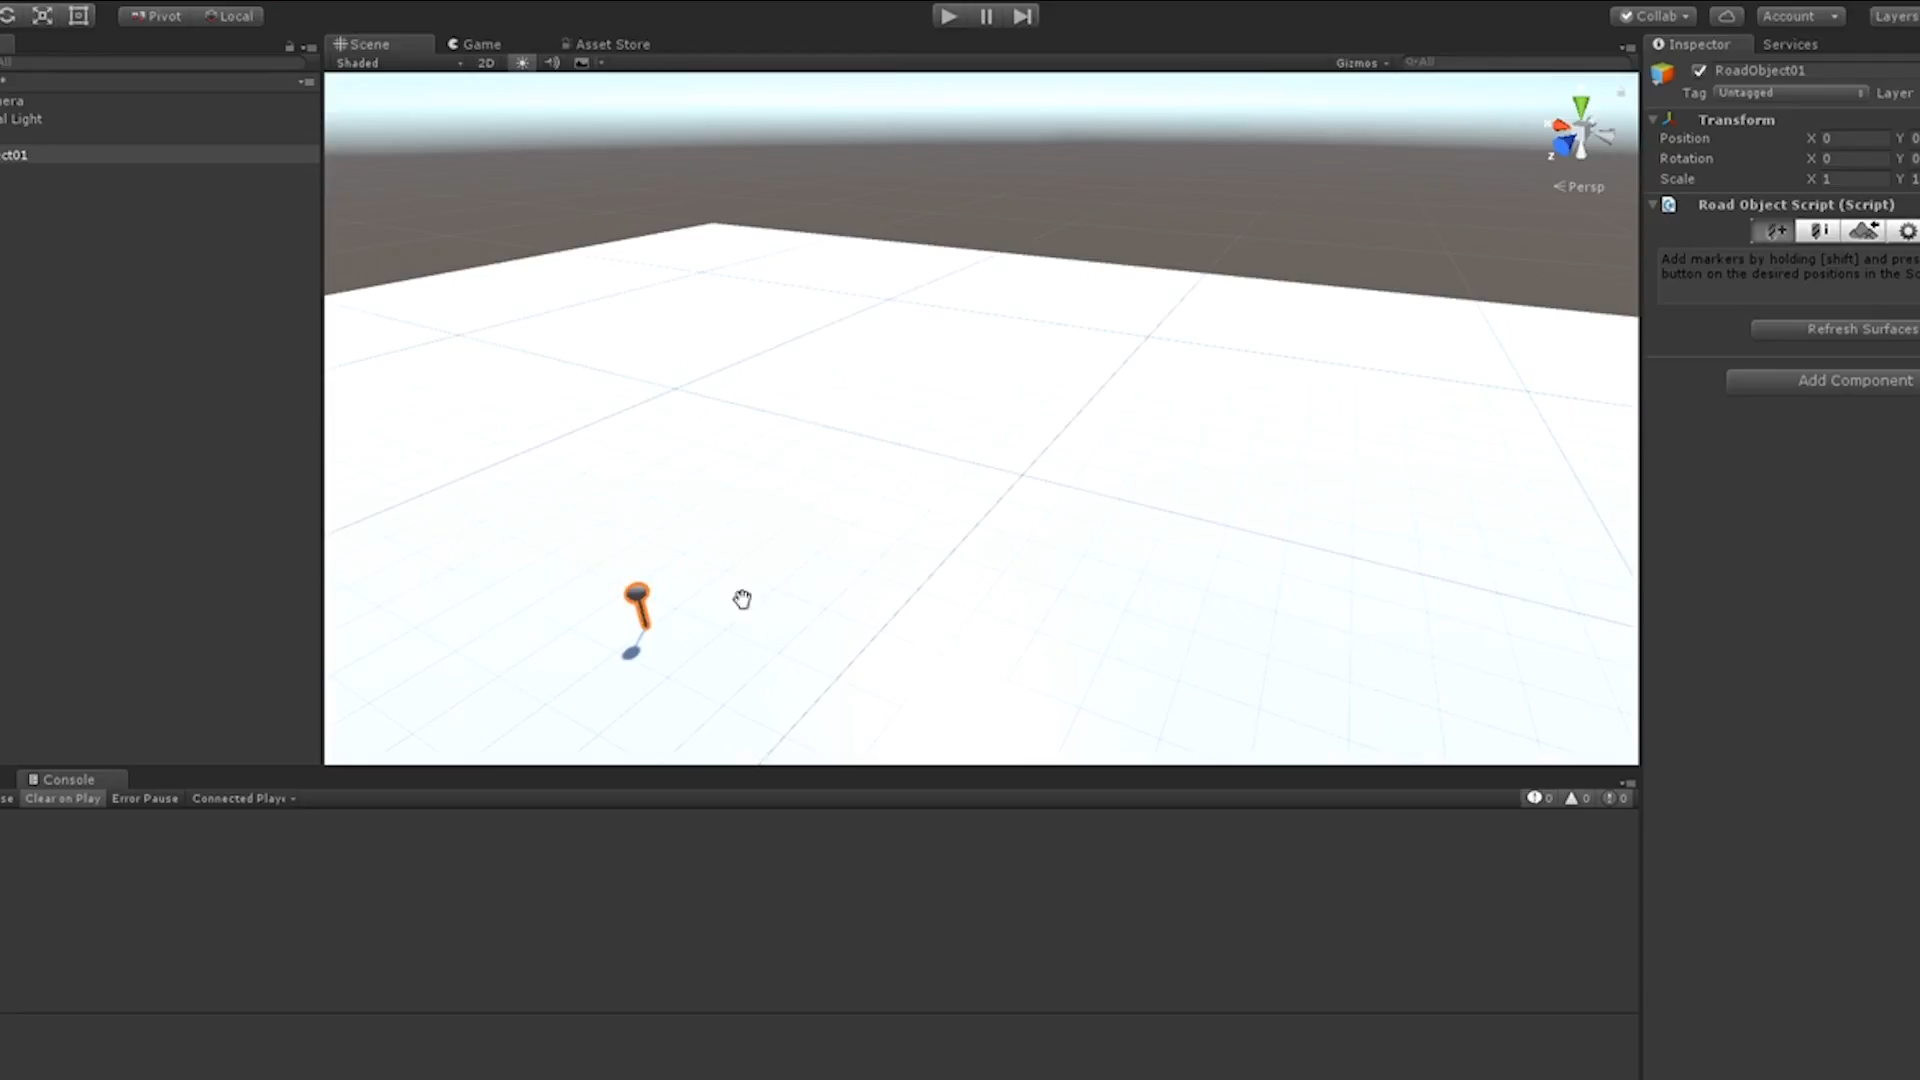 Pivot Local
Collab Account Layers
Scene Game Asset Store
Inspector Services
Shaded 2D Gizmos All
RoadObject01
Tag Untagged Layer
era
al Light
ct01
Transform
Position X 0 Y 0
Rotation X 0 Y 0
Scale X 1 Y 1
x
z
Persp
Road Object Script (Script)
Add markers by holding [shift] and pres
button on the desired positions in the Sc
Refresh Surfaces
Add Component
Console
se Clear on Play Error Pause Connected Playe
0 0 0